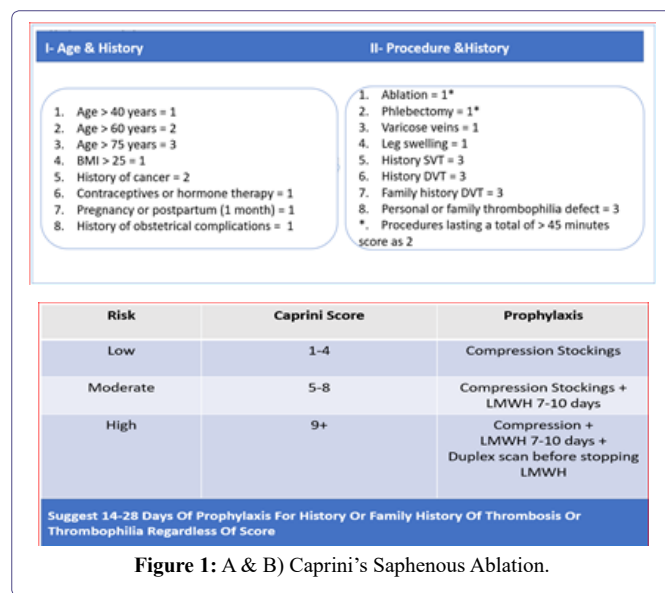 I- Age & History
II- Procedure &History
1. Age > 40 years = 1
2. Age > 60 years = 2
3. Age > 75 years = 3
4. BMI > 25 = 1
5. History of cancer = 2
6. Contraceptives or hormone therapy = 1
7. Pregnancy or postpartum (1 month) = 1
8. History of obstetrical complications = 1
1. Ablation = 1*
2. Phlebectomy = 1*
3. Varicose veins = 1
4. Leg swelling = 1
5. History SVT = 3
6. History DVT = 3
7. Family history DVT = 3
8. Personal or family thrombophilia defect = 3
*. Procedures lasting a total of > 45 minutes
score as 2
Risk Caprini Score Prophylaxis
Low 1-4 Compression Stockings
Moderate 5-8 Compression Stockings +
LMWH 7-10 days
High 9+ Compression +
LMWH 7-10 days +
Duplex scan before stopping
LMWH
Suggest 14-28 Days Of Prophylaxis For History Or Family History Of Thrombosis Or
Thrombophilia Regardless Of Score
Figure 1: A & B) Caprini's Saphenous Ablation.